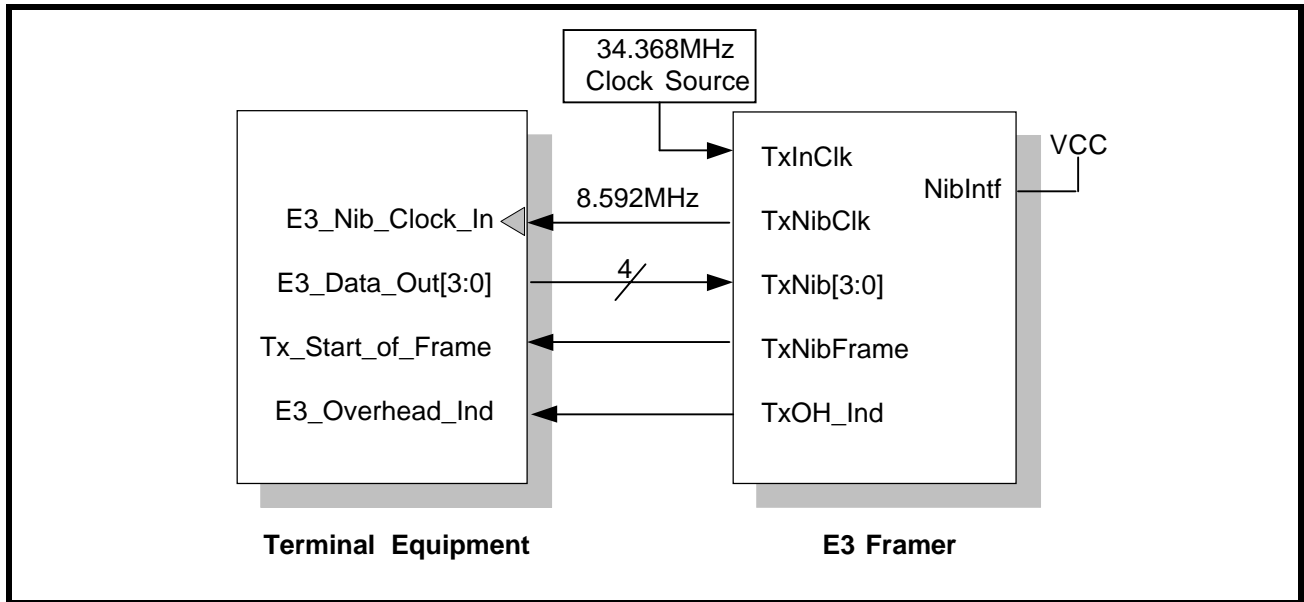 34.368MHz
Clock Source
VCC
TxInClk
NibIntf
8.592MHz
E3_Nib_Clock_In
TxNibClk
E3_Data_Out[3:0]
4
TxNib[3:0]
Tx_Start_of_Frame
TxNibFrame
E3_Overhead_Ind
TxOH_Ind
Terminal Equipment
E3 Framer